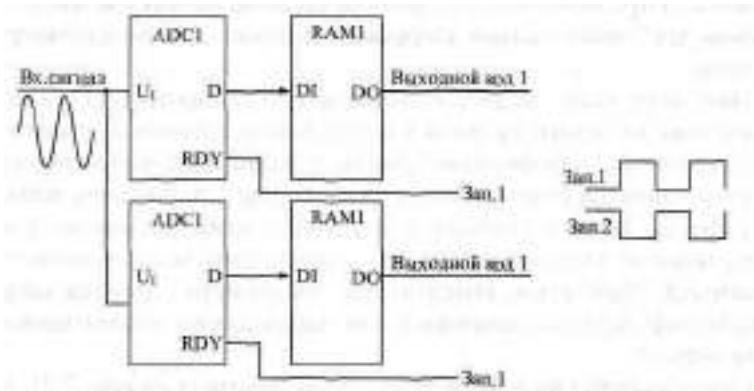 ADC1
RAM1
Вх.сигнал
Выходной код 1
U₁ D DI DO
RDY
Зап.1
ADC1
RAM1
Выходной код 1
U₁ D DI DO
RDY
Зап.1
Зап.1
Зап.2